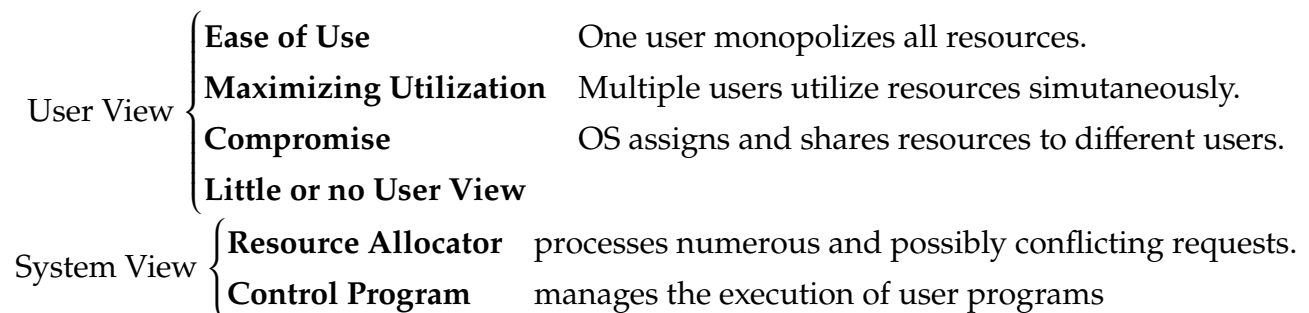 Ease of Use One user monopolizes all resources.
Maximizing Utilization Multiple users utilize resources simutaneously.
User View
Compromise OS assigns and shares resources to different users.
Little or no User View
Resource Allocator processes numerous and possibly conflicting requests.
System View
Control Program manages the execution of user programs